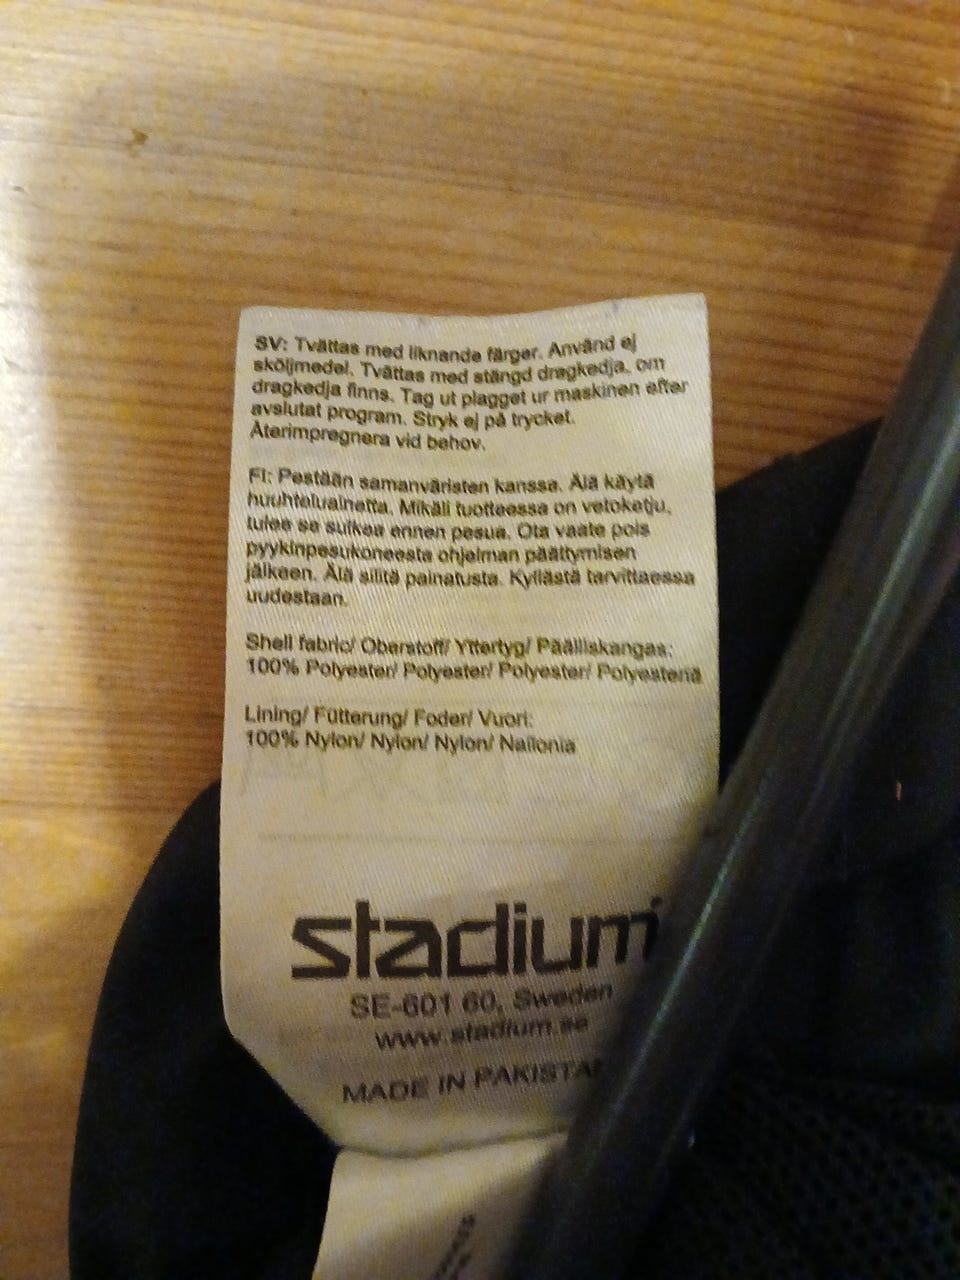 SV: Tvättas med liknande färger. Använd ej
sköljmedel. Tvättas med stängd dragkedja, om
dragkedja finns. Tag ut plagget ur maskinen efter
avslutat program. Stryk ej på trycket.
Återimpregnera vid behov.
FI: Pestään samanväristen kanssa. Älä käytä
huuhteluainetta. Mikäli tuotteessa on vetoketju,
tulee se sulkea ennen pesua. Ota vaate pois
pyykinpesukoneesta ohjelman päättymisen
jälkeen. Älä silitä painatusta. Kyllästä tarvittaessa
uudestaan.
Shell fabric/ Oberstoff/ Yttertyg/ Päälliskangas:
100% Polyester/ Polyester/ Polyester/ Polyesteriä
Lining/ Fütterung/ Foder/ Vuori:
100% Nylon/ Nylon/ Nylon/ Nailonia
stadium
SE-601 60, Sweden
www.stadium.se
MADE IN PAKISTA